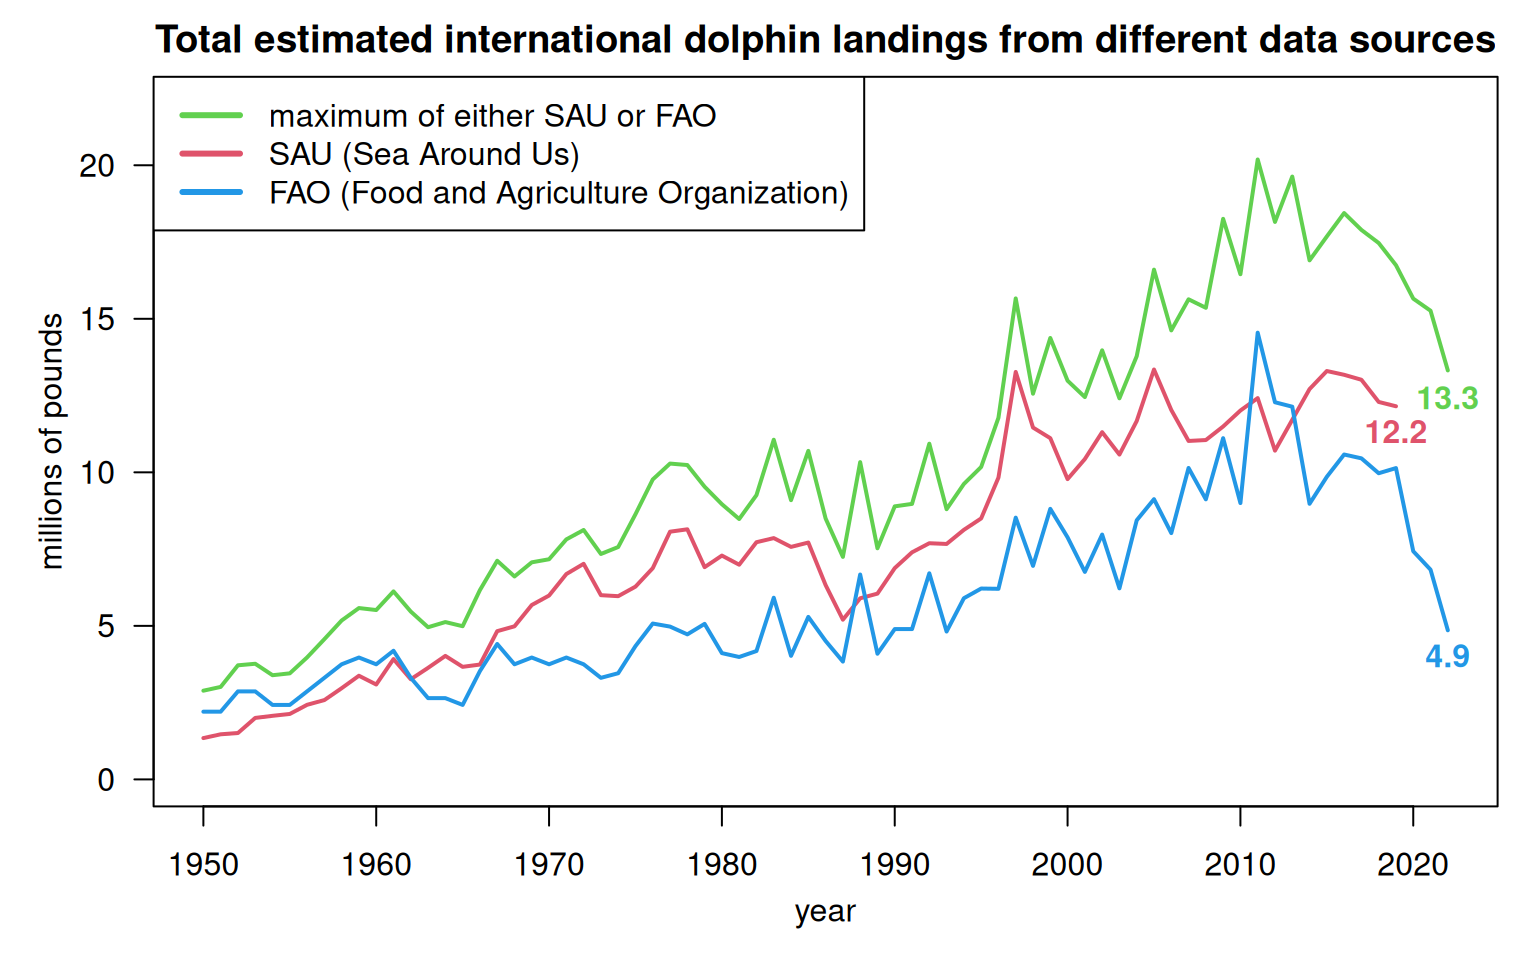 Total estimated international dolphin landings from different data sources
maximum of either SAU or FAO
SAU (Sea Around Us)
FAO (Food and Agriculture Organization)
millions of pounds
20
15
10
5
0
13.3
12.2
4.9
1950 1960 1970 1980 1990 2000 2010 2020
year